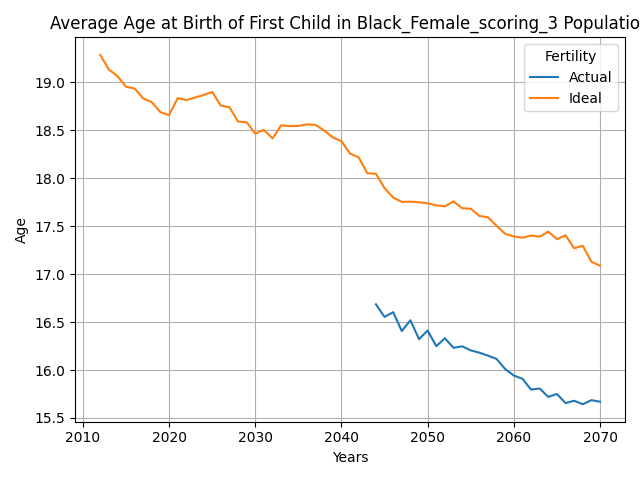 Average Age at Birth of First Child in Black_Female_scoring_3 Populatio
Fertility
Actual
Ideal
19.0
18.5
18.0
17.5
17.0
16.5
16.0
15.5
Age
2010
2020
2030
2040
2050
2060
2070
Years